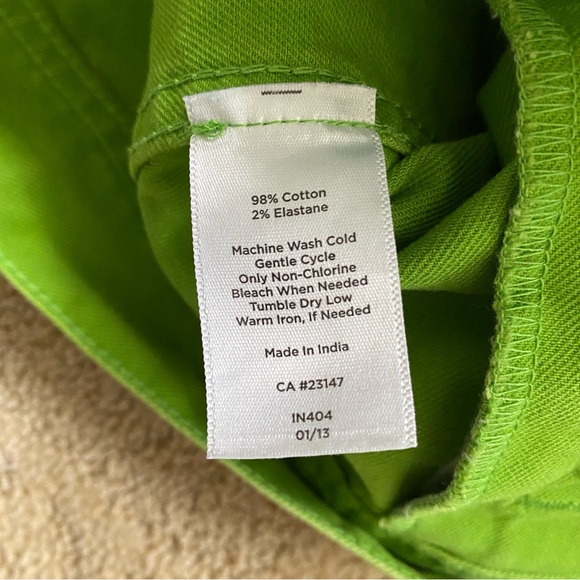 98% Cotton
2% Elastane
Machine Wash Cold
Gentle Cycle
Only Non-Chlorine
Bleach When Needed
Tumble Dry Low
Warm Iron, If Needed
Made In India
CA #23147
IN404
01/13